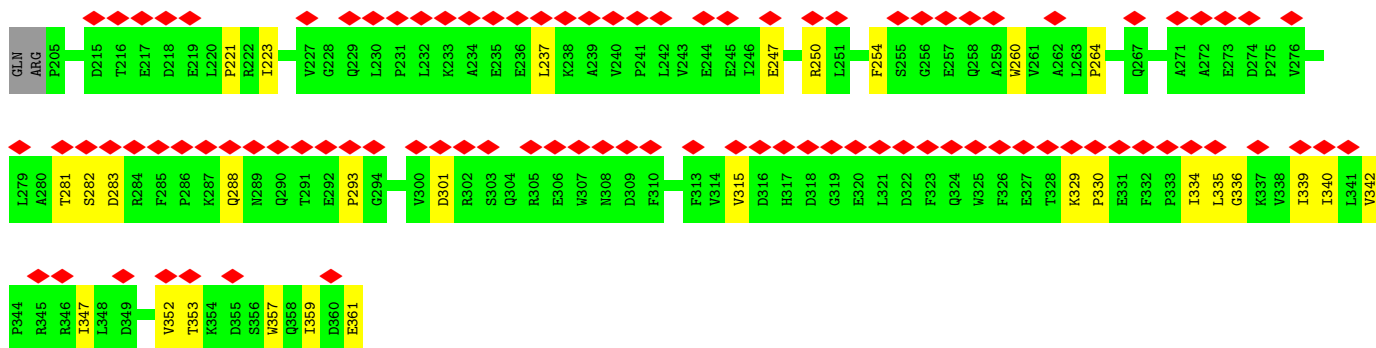 GLN ARG P205 D215 T216 E217 D218 E219 L220 P221 R222 I223 V227 G228 Q229 L230 P231 L232 K233 A234 E235 E236 L237 K238 A239 V240 P241 L242 V243 E244 E245 I246 E247 R250 L251 F254 S255 G256 E257 Q258 A259 W260 V261 A262 L263 P264 Q267 A271 A272 E273 D274 P275 V276
L279 A280 T281 S282 D283 R284 F285 P286 K287 Q288 N289 Q290 T291 E292 P293 G294 V300 D301 R302 S303 Q304 R305 E306 W307 N308 D309 F310 F313 V314 V315 D316 H317 D318 G319 E320 L321 D322 F323 Q324 W325 F326 E327 T328 K329 P330 E331 F332 P333 I334 L335 G336 K337 V338 I339 I340 L341 V342
P344 R345 R346 I347 L348 D349 V352 T353 K354 D355 S356 W357 Q358 I359 D360 E361